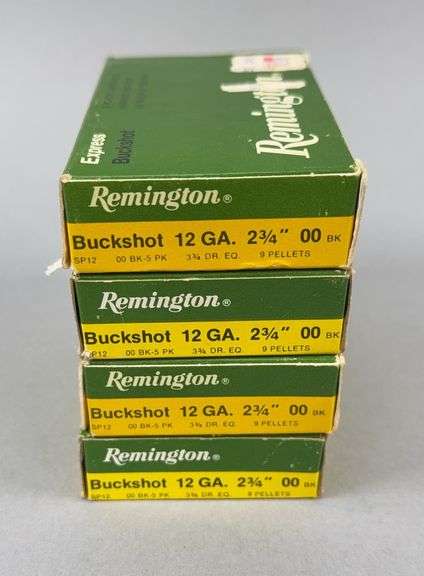 Express
Buckshot
Remington
Remington®
Buckshot 12 GA. 2¾" 00 BK
SP12 00 BK-5 PK 3¾ DR. EQ. 9 PELLETS
Remington®
Buckshot 12 GA. 2¾" 00 BK
SP12 00 BK-5 PK 3¾ DR. EQ. 9 PELLETS
Remington®
Buckshot 12 GA. 2¾" 00 BK
SP12 00 BK-5 PK 3¾ DR. EQ. 9 PELLETS
Remington®
Buckshot 12 GA. 2¾" 00 BK
SP12 00 BK-5 PK 3¾ DR. EQ. 9 PELLETS